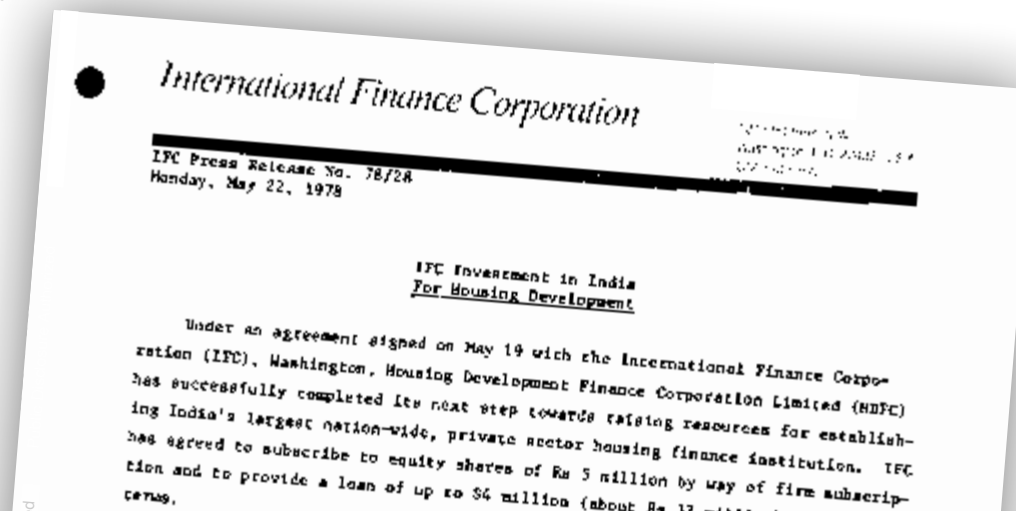 International Finance Corporation
IFC Press Release No. 78/28
Monday, May 22, 1978
IFC Investment in India
For Housing Development
Under an agreement signed on May 19 with the International Finance Corpo-
ration (IFC), Washington, Housing Development Finance Corporation Limited (HDFC)
has successfully completed its next step towards raising resources for establish-
ing India's largest nation-wide, private sector housing finance institution. IFC
has agreed to subscribe to equity shares of Rs 5 million by way of firm subscrip-
tion and to provide a loan of up to $4 million (about Rs
terms.